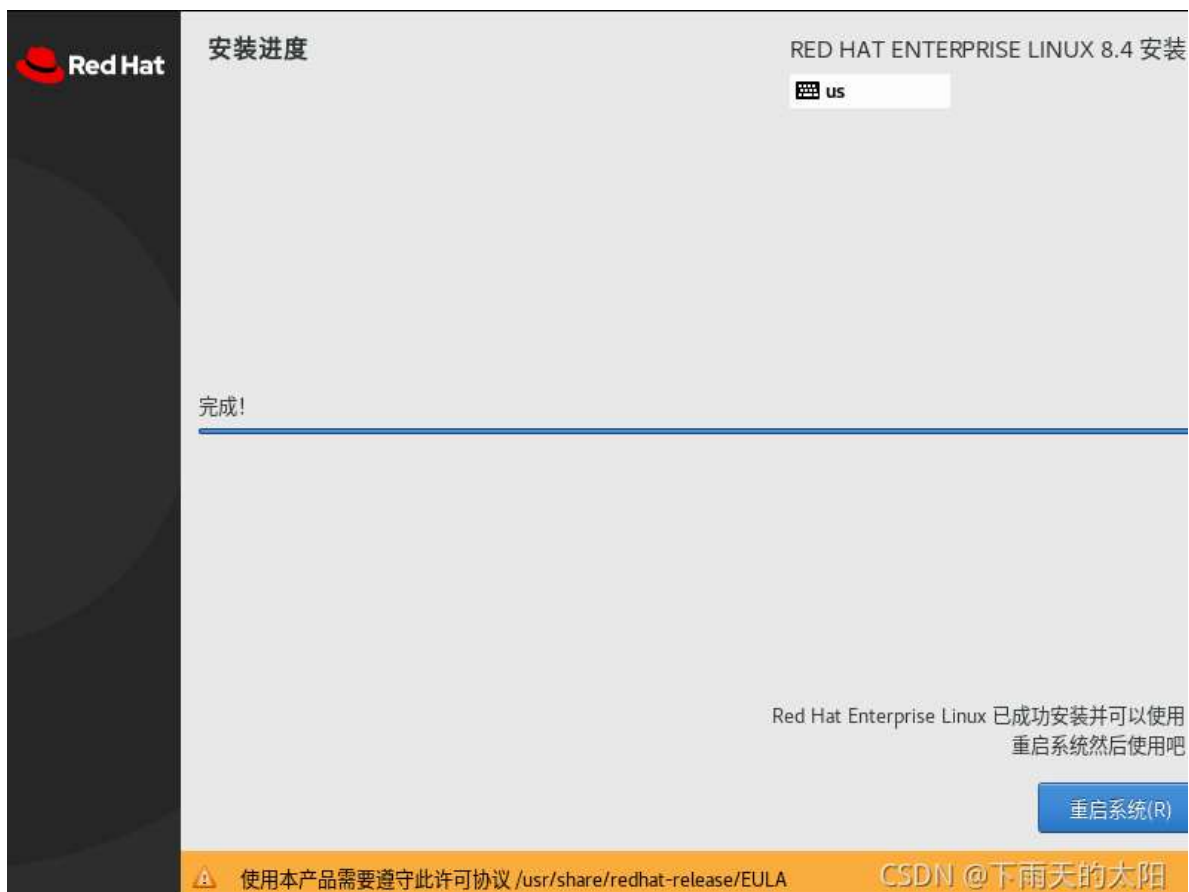 Red Hat
安装进度
RED HAT ENTERPRISE LINUX 8.4 安装
us
完成!
Red Hat Enterprise Linux 已成功安装并可以使用
重启系统然后使用吧
重启系统(R)
使用本产品需要遵守此许可协议 /usr/share/redhat-release/EULA
CSDN @下雨天的太阳